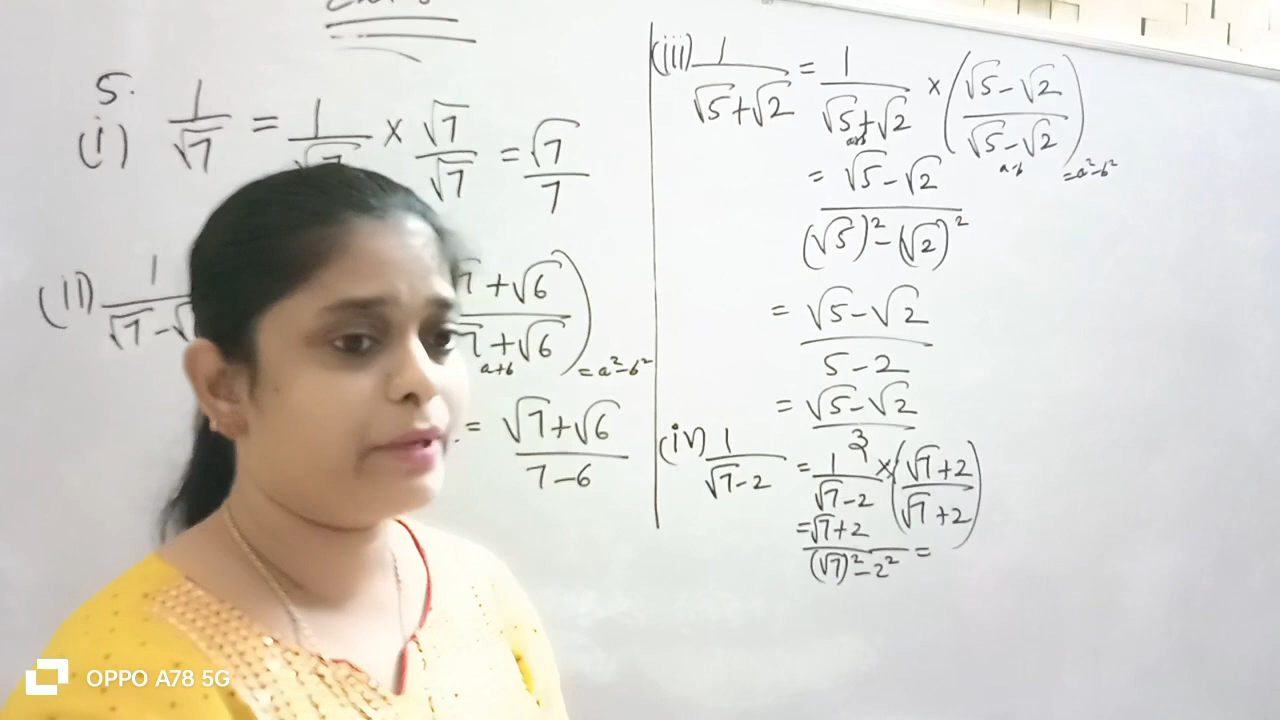 5.
(i) 1/√7 = 1/√7 × √7/√7 = √7/7
(ii) 1/√7-√ 7+√6/7+√6) = a²-b²
a+b
= √7+√6/7-6
(iii) 1/√5+√2 = 1/√5+√2 × (√5-√2/√5-√2) = a²-b²
a+b a-b
= √5-√2/(√5)²-(√2)²
= √5-√2/5-2
= √5-√2/3
(iv) 1/√7-2 = 1/√7-2 × (√7+2/√7+2)
= √7+2/(√7)²-2² =
OPPO A78 5G